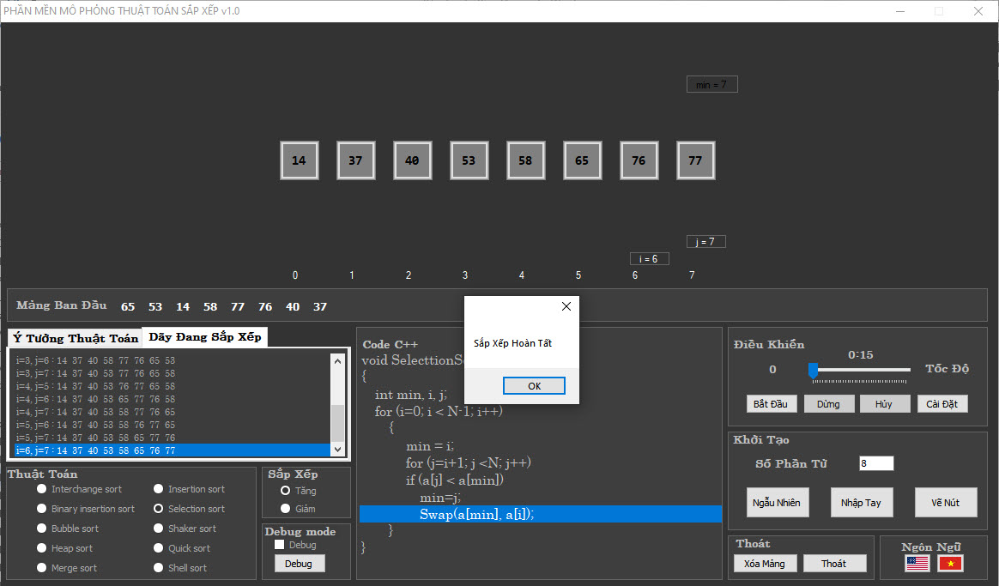 PHẦN MỀN MÔ PHỎNG THUẬT TOÁN SẮP XẾP v1.0
min = 7
14 37 40 53 58 65 76 77
j = 7
i = 6
0 1 2 3 4 5 6 7
Mảng Ban Đầu 65 53 14 58 77 76 40 37
Sắp Xếp Hoàn Tất
OK
Ý Tưởng Thuật Toán Dãy Đang Sắp Xếp
i=3, j=6 : 14 37 40 58 77 76 65 53
i=3, j=7 : 14 37 40 53 77 76 65 58
i=4, j=5 : 14 37 40 53 76 77 65 58
i=4, j=6 : 14 37 40 53 65 77 76 58
i=4, j=7 : 14 37 40 53 58 77 76 65
i=5, j=6 : 14 37 40 53 58 76 77 65
i=5, j=7 : 14 37 40 53 58 65 77 76
i=6, j=7 : 14 37 40 53 58 65 76 77
Thuật Toán
Interchange sort Insertion sort
Binary insertion sort Selection sort
Bubble sort Shaker sort
Heap sort Quick sort
Merge sort Shell sort
Sắp Xếp
Tăng
Giảm
Debug mode
Debug
Debug
Code C++
void SelecttionS
{
int min, i, j;
for (i=0; i < N-1; i++)
{
min = i;
for (j=i+1; j <N; j++)
if (a[j] < a[min])
min=j;
Swap(a[min], a[i]);
}
}
Điều Khiển
0:15
0 Tốc Độ
Bắt Đầu Dừng Hủy Cài Đặt
Khởi Tạo
Số Phần Tử 8
Ngẫu Nhiên Nhập Tay Vẽ Nút
Thoát
Xóa Mảng Thoát
Ngôn Ngữ